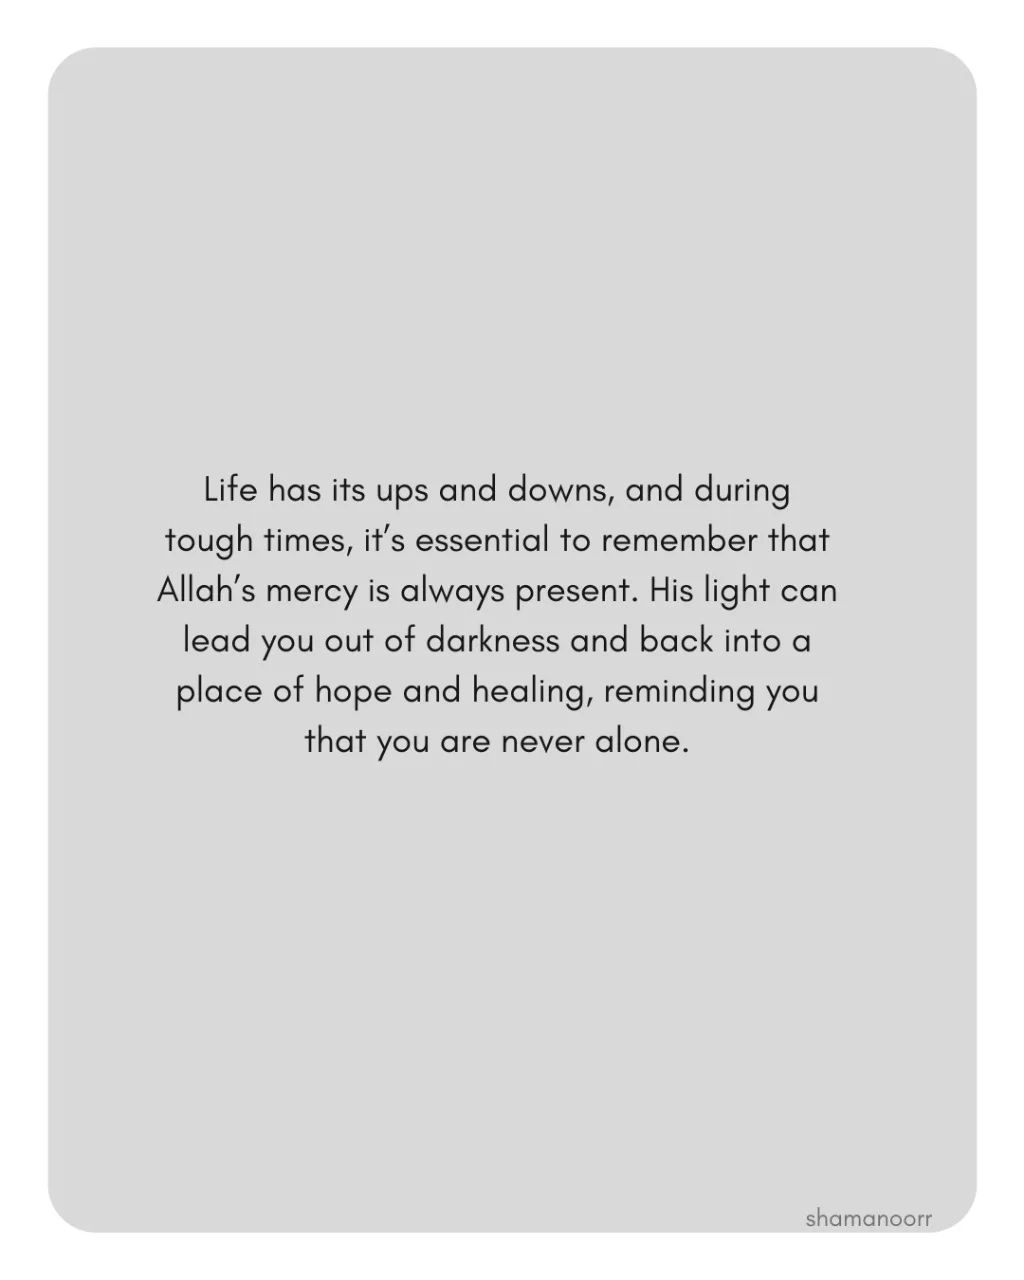 Life has its ups and downs, and during
tough times, it’s essential to remember that
Allah’s mercy is always present. His light can
lead you out of darkness and back into a
place of hope and healing, reminding you
that you are never alone.
shamanoorr